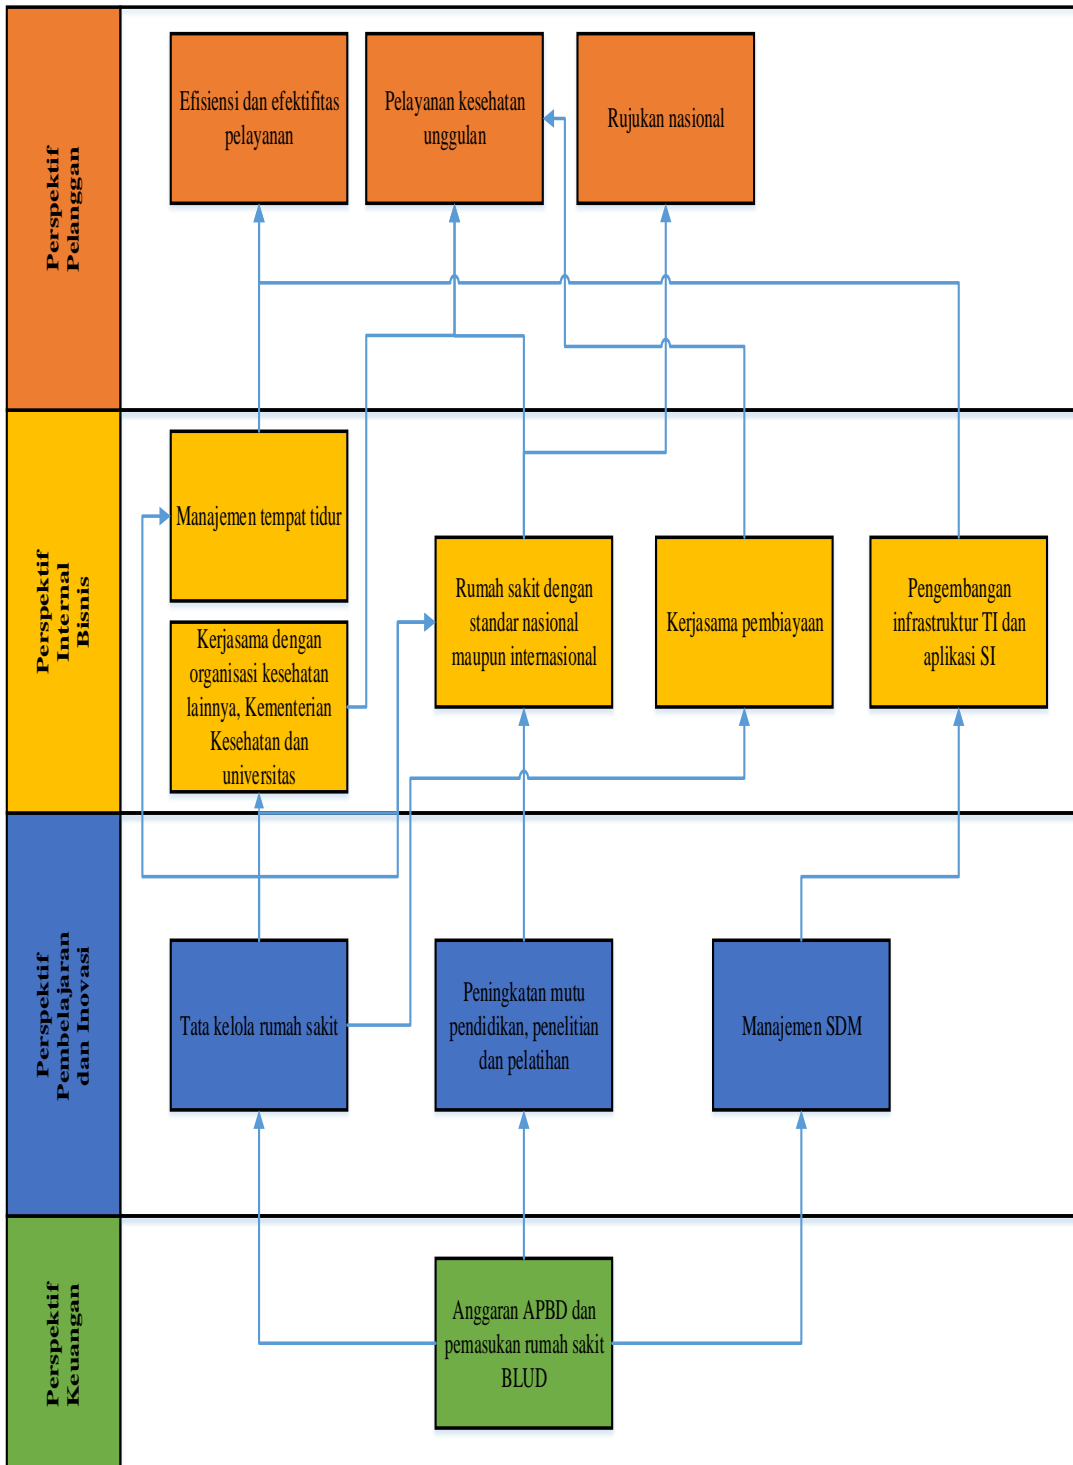 Perspektif
Pelanggan
Efisiensi dan efektifitas
pelayanan
Pelayanan kesehatan
unggulan
Rujukan nasional
Perspektif
Internal
Bisnis
Manajemen tempat tidur
Kerjasama dengan
organisasi kesehatan
lainnya, Kementerian
Kesehatan dan
universitas
Rumah sakit dengan
standar nasional
maupun internasional
Kerjasama pembiayaan
Pengembangan
infrastruktur TI dan
aplikasi SI
Perspektif
Pembelajaran
dan Inovasi
Tata kelola rumah sakit
Peningkatan mutu
pendidikan, penelitian
dan pelatihan
Manajemen SDM
Perspektif
Keuangan
Anggaran APBD dan
pemasukan rumah sakit
BLUD